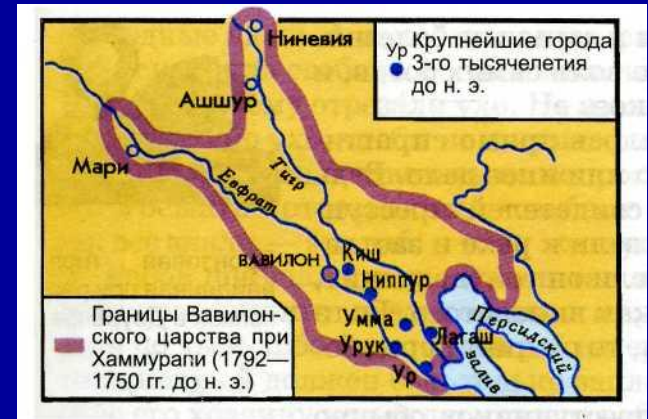 Ниневия
Ур Крупнейшие города
3-го тысячелетия
до н. э.
Ашшур
Мари
Евфрат
Тигр
ВАВИЛОН
Киш
Ниппур
Умма
Урук
Лагаш
Ур
Персидский
залив
Границы Вавилон-
ского царства при
Хаммурапи (1792—
1750 гг. до н. э.)